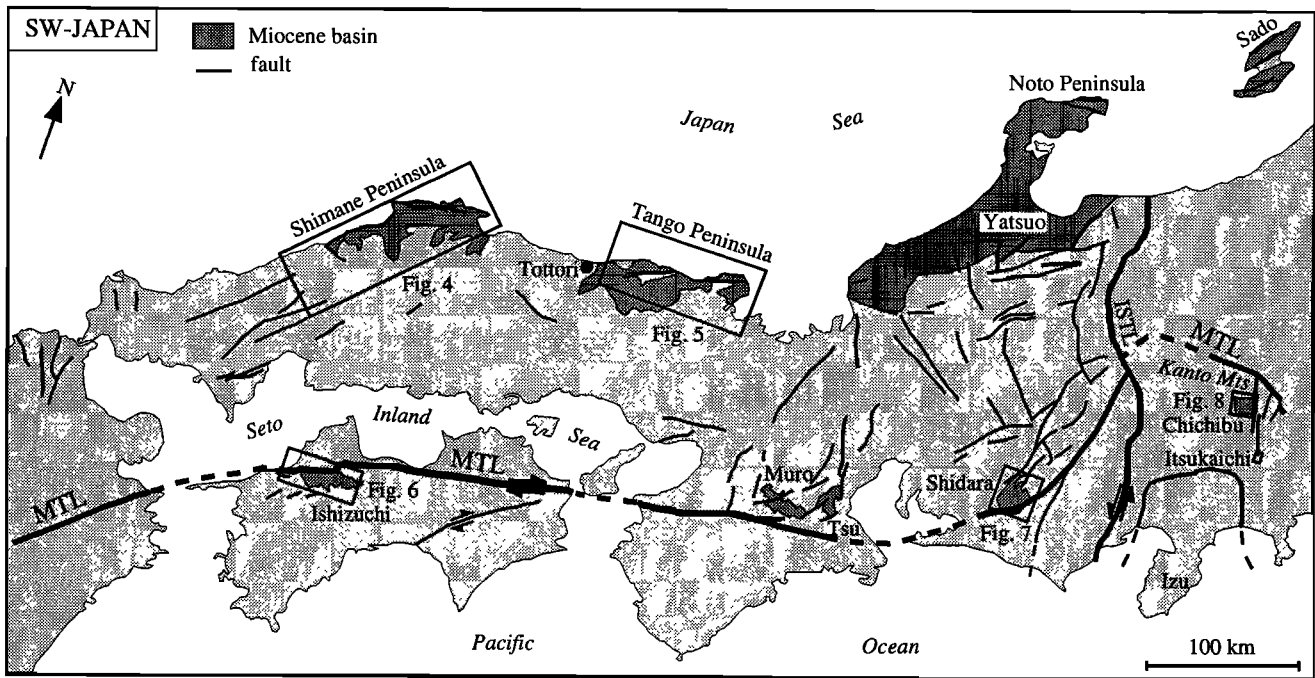 SW-JAPAN
Miocene basin
fault
N
Sado
Noto Peninsula
Japan Sea
Shimane Peninsula
Tango Peninsula
Yatsuo
Tottori
Fig. 4
Fig. 5
ISTL
MTL
Kanto Mts
Fig. 8
Chichibu
Itsukaichi
Seto Inland Sea
MTL
MTL
Fig. 6
Ishizuchi
Muro
Tsu
Shidara
Fig. 7
Izu
Pacific Ocean
100 km